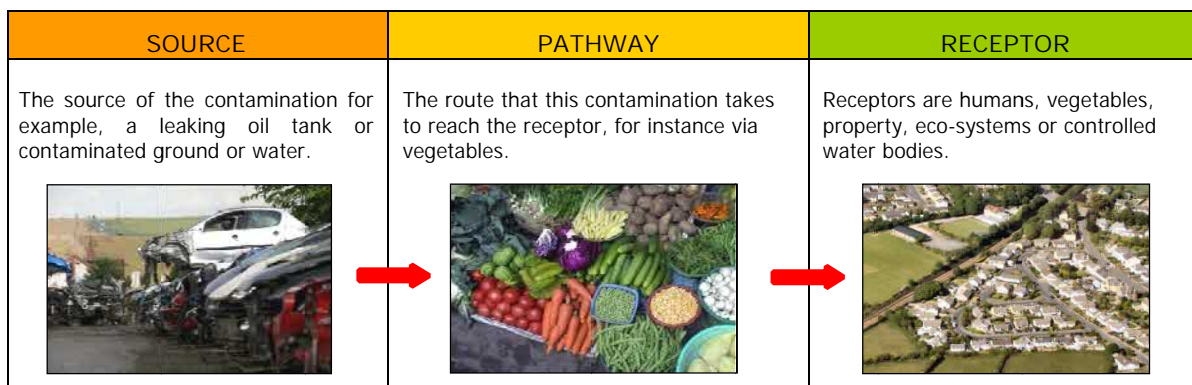 SOURCE
PATHWAY
RECEPTOR
The source of the contamination for
example, a leaking oil tank or
contaminated ground or water.
The route that this contamination takes
to reach the receptor, for instance via
vegetables.
Receptors are humans, vegetables,
property, eco-systems or controlled
water bodies.